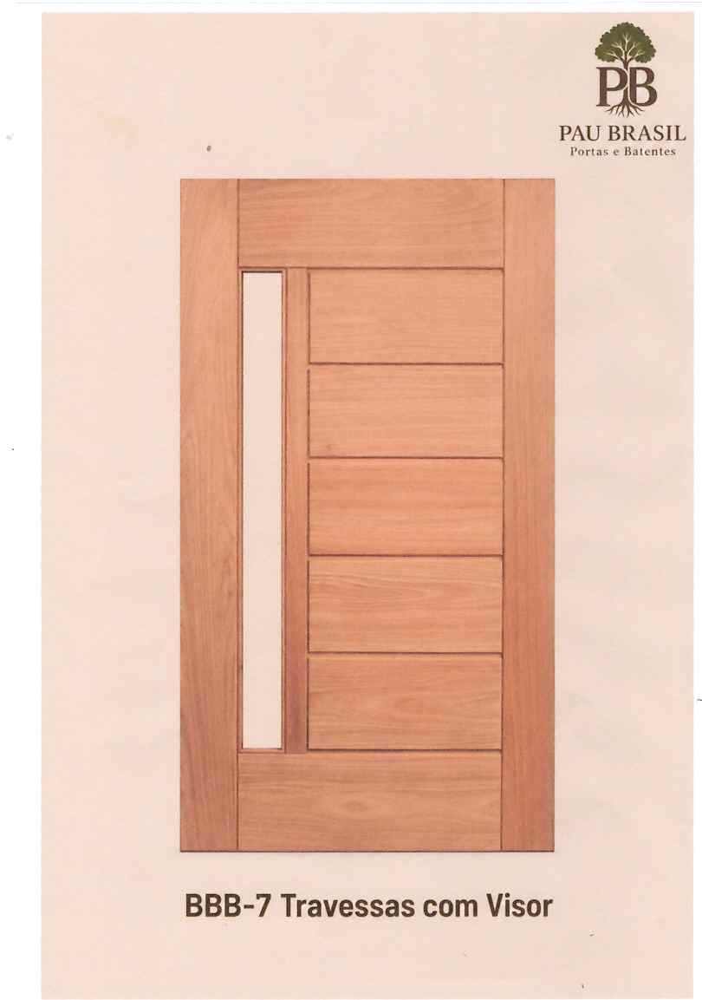 PB
PAU BRASIL
Portas e Batentes
BBB-7 Travessas com Visor